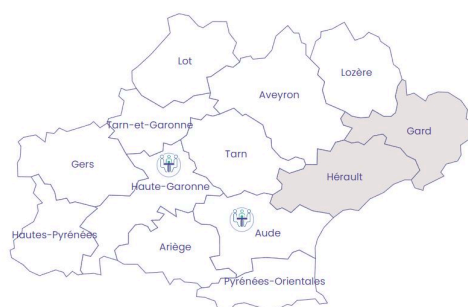 Lot
Lozère
Aveyron
Gard
Tarn-et-Garonne
Tarn
Gers
Hérault
Haute-Garonne
Hautes-Pyrénées
Aude
Ariège
Pyrénées-Orientales